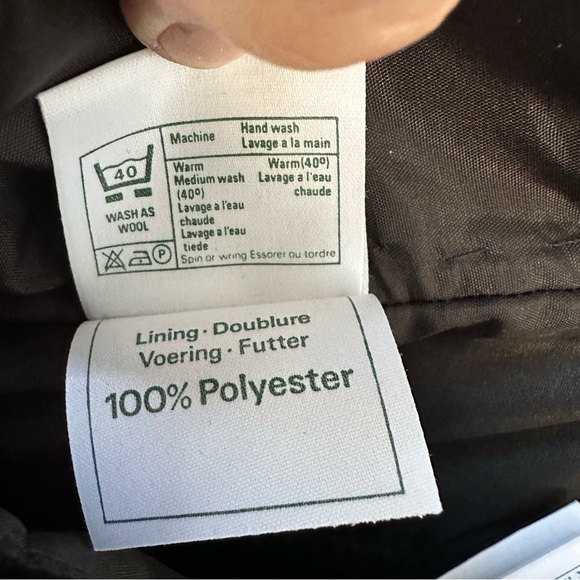 Machine
Hand wash
Lavage a la main
40
WASH AS
WOOL
P
Warm
Medium wash
(40º)
Lavage a l'eau
chaude
Lavage a l'eau
tiede
Warm(40º)
Lavage a l'eau
chaude
Spin or wring Essorer ou tordre
Lining · Doublure
Voering · Futter
100% Polyester